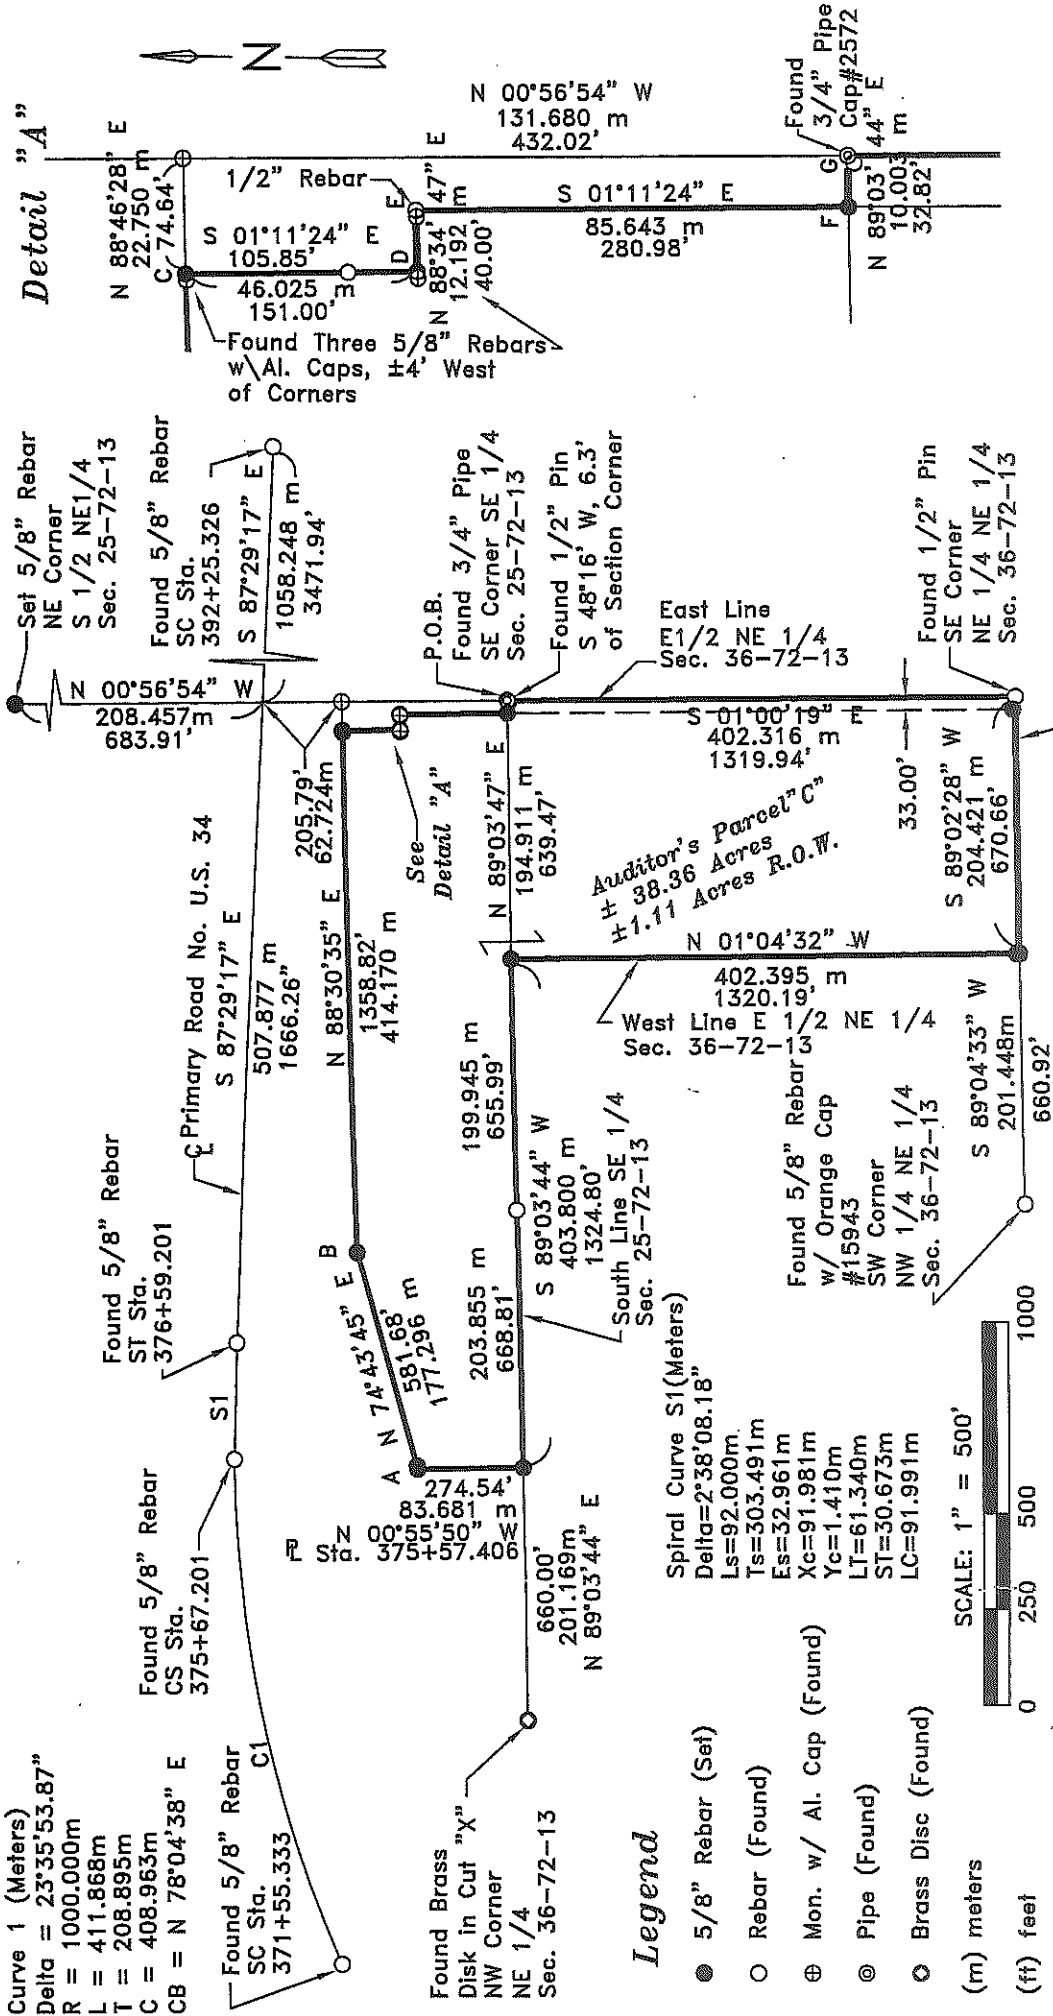 Curve 1 (Meters)
Delta = 23°35'53.87"
R = 1000.000m
L = 411.868m
T = 208.895m
C = 408.963m
CB = N 78°04'38" E
Found 5/8" Rebar
SC Sta.
371+55.333
C1
Found 5/8" Rebar
CS Sta.
375+67.201
S1
Found 5/8" Rebar
ST Sta.
376+59.201
℄ Primary Road No. U.S. 34
S 87°29'17" E
507.877 m
1666.26"
N 00°56'54" W
208.457m
683.91'
Set 5/8" Rebar
NE Corner
S 1/2 NE1/4
Sec. 25-72-13
Found 5/8" Rebar
SC Sta.
392+25.326
S 87°29'17" E
1058.248 m
3471.94'
205.79'
62.724m
See
Detail "A"
N 88°30'35" E
1358.82'
414.170 m
B
A
N 74°43'45" E
581.68'
177.296 m
274.54'
83.681 m
N 00°55'50" W
PL Sta. 375+57.406
660.00'
201.169m
N 89°03'44" E
Found Brass
Disk in Cut "X"
NW Corner
NE 1/4
Sec. 36-72-13
203.855 m
668.81'
199.945 m
655.99'
S 89°03'44" W
403.800 m
1324.80'
South Line SE 1/4
Sec. 25-72-13
N 89°03'47" E
194.911 m
639.47'
P.O.B.
Found 3/4" Pipe
SE Corner SE 1/4
Sec. 25-72-13
Found 1/2" Pin
S 48°16' W, 6.3'
of Section Corner
East Line
E1/2 NE 1/4
Sec. 36-72-13
S 01°00'19" E
402.316 m
1319.94'
Auditor's Parcel "C"
± 38.36 Acres
±1.11 Acres R.O.W.
33.00'
N 01°04'32" W
402.395 m
1320.19'
West Line E 1/2 NE 1/4
Sec. 36-72-13
S 89°02'28" W
204.421 m
670.66'
Found 1/2" Pin
SE Corner
NE 1/4 NE 1/4
Sec. 36-72-13
Found 5/8" Rebar
w/ Orange Cap
#15943
SW Corner
NW 1/4 NE 1/4
Sec. 36-72-13
S 89°04'33" W
201.448m
660.92'
Spiral Curve S1(Meters)
Delta=2°38'08.18"
Ls=92.000m
Ts=303.491m
Es=32.961m
Xc=91.981m
Yc=1.410m
LT=61.340m
ST=30.673m
LC=91.991m
Legend
5/8" Rebar (Set)
Rebar (Found)
Mon. w/ Al. Cap (Found)
Pipe (Found)
Brass Disc (Found)
(m) meters
(ft) feet
SCALE: 1" = 500'
0 250 500 1000
Detail "A"
N
N 88°46'28" E
22.750 m
74.64'
C
S 01°11'24" E
105.85'
46.025 m
151.00'
Found Three 5/8" Rebars
w\Al. Caps, ±4' West
of Corners
1/2" Rebar
D
E
N 88°34'47" E
12.192 m
40.00'
N 00°56'54" W
131.680 m
432.02'
S 01°11'24" E
85.643 m
280.98'
F
G
N 89°03'44" E
10.003 m
32.82'
Found
3/4" Pipe
Cap#2572